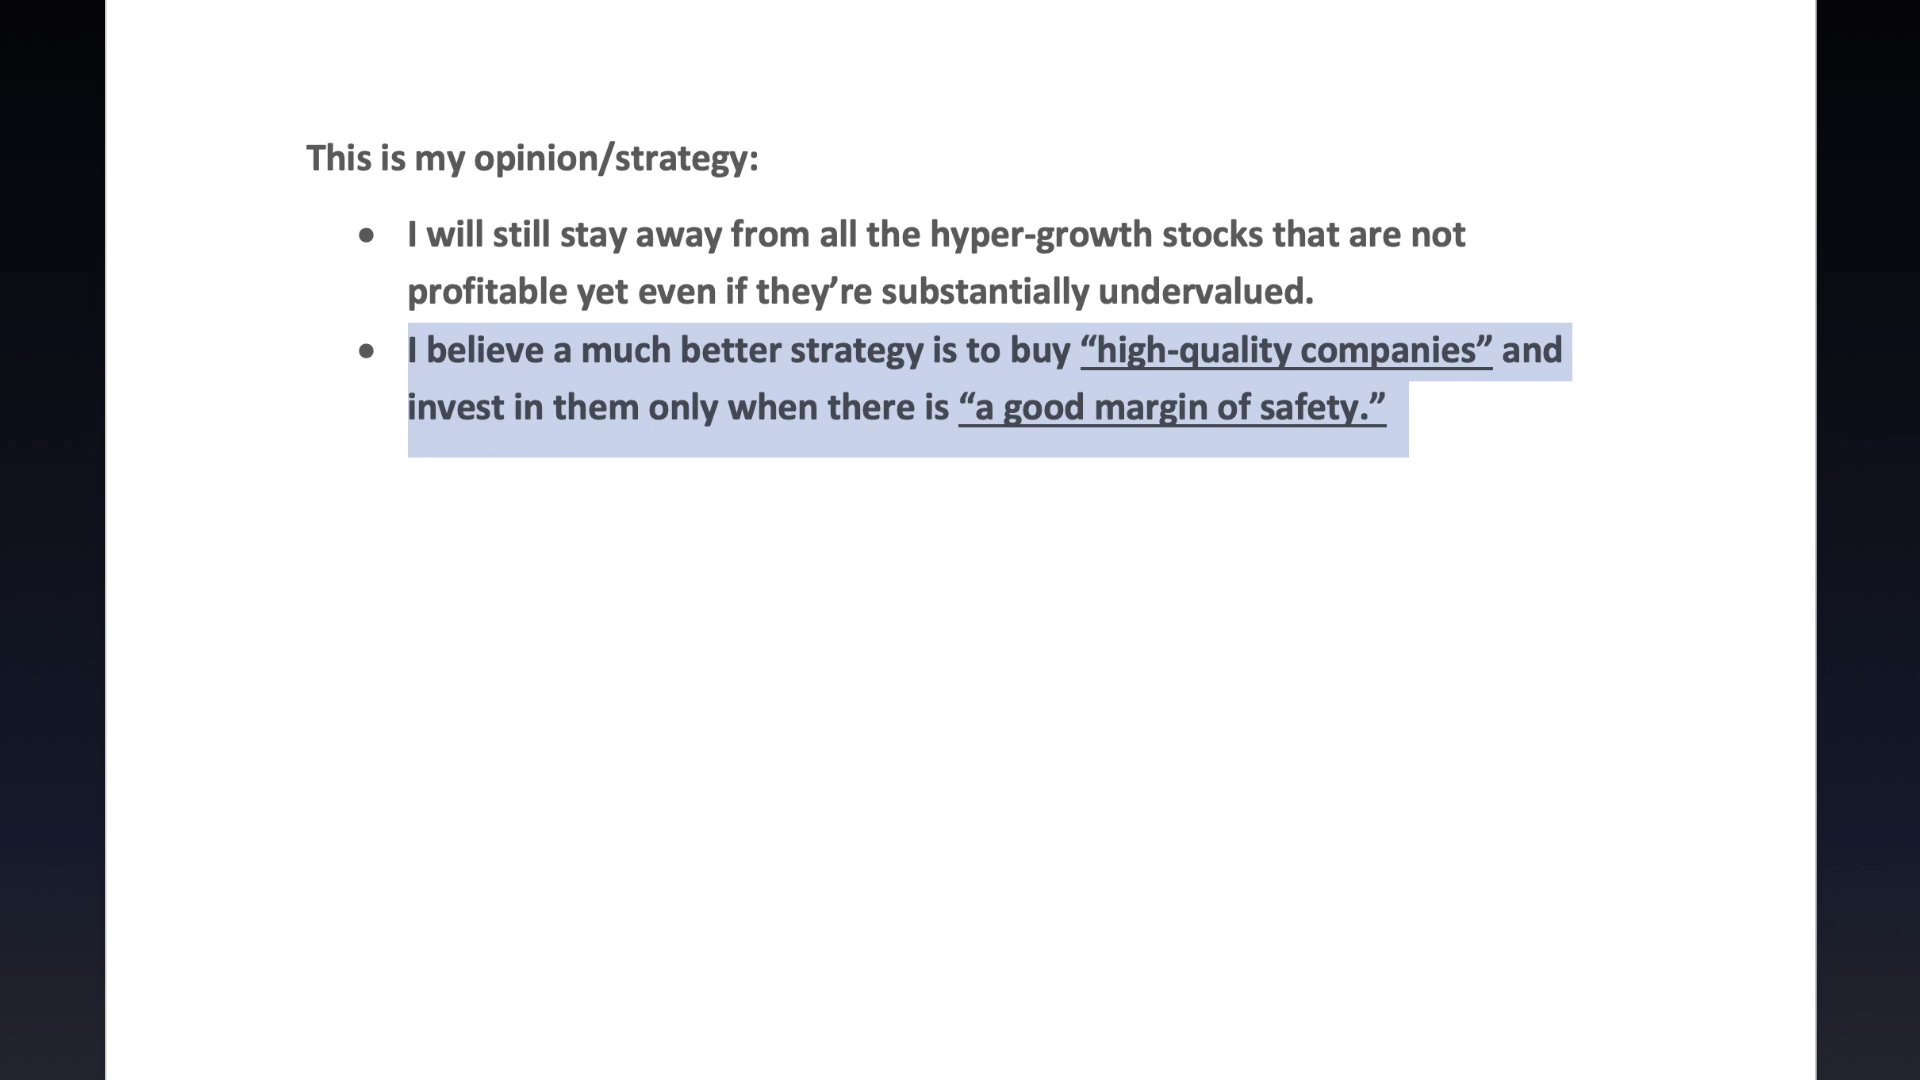 This is my opinion/strategy:
• I will still stay away from all the hyper-growth stocks that are not
profitable yet even if they’re substantially undervalued.
• I believe a much better strategy is to buy “high-quality companies” and
invest in them only when there is “a good margin of safety.”